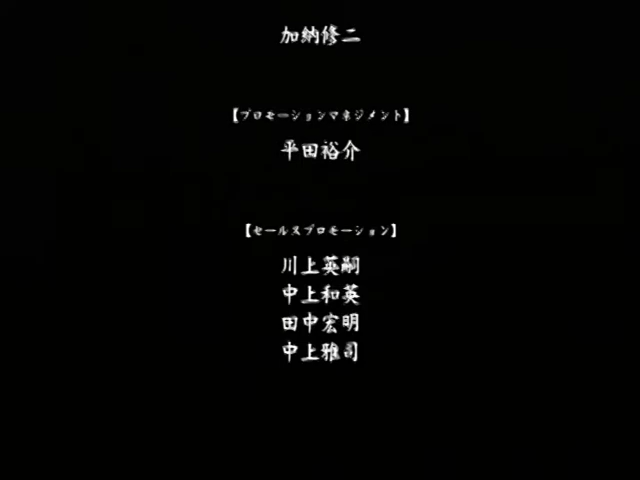 加納修二
【プロモーションマネジメント】
平田裕介
【セールスプロモーション】
川上英嗣
中上和英
田中宏明
中上雅司